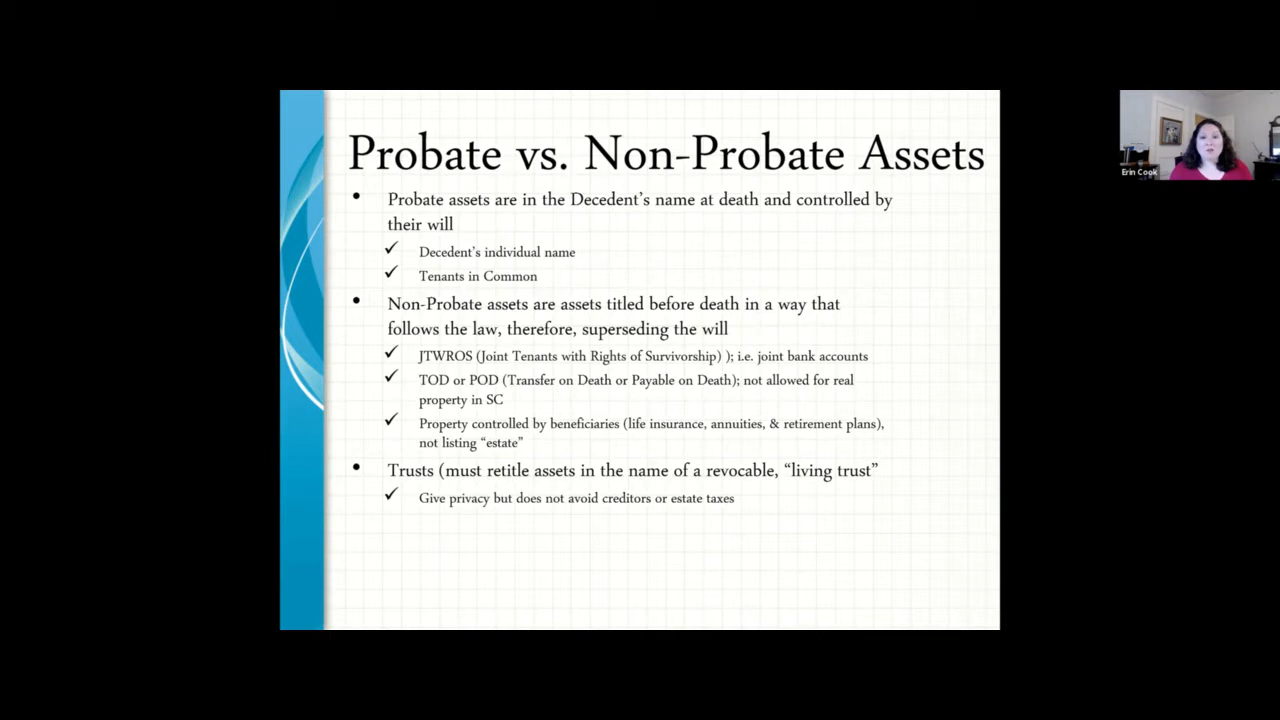 Probate vs. Non-Probate Assets
• Probate assets are in the Decedent's name at death and controlled by
their will
✓ Decedent's individual name
✓ Tenants in Common
• Non-Probate assets are assets titled before death in a way that
follows the law, therefore, superseding the will
✓ JTWROS (Joint Tenants with Rights of Survivorship) ); i.e. joint bank accounts
✓ TOD or POD (Transfer on Death or Payable on Death); not allowed for real
property in SC
✓ Property controlled by beneficiaries (life insurance, annuities, & retirement plans),
not listing “estate”
• Trusts (must retitle assets in the name of a revocable, “living trust”
✓ Give privacy but does not avoid creditors or estate taxes
Erin Cook